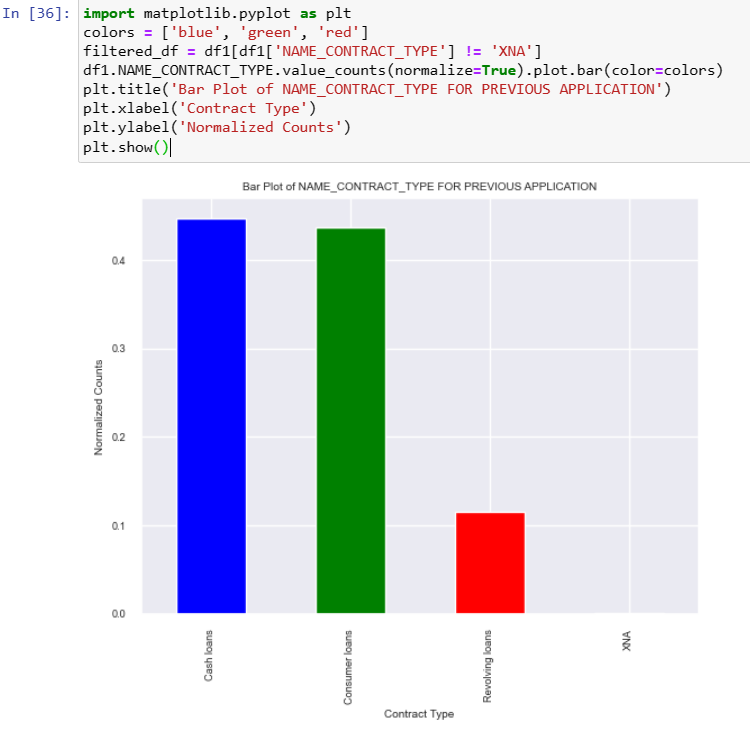 In [36]: import matplotlib.pyplot as plt
colors = ['blue', 'green', 'red']
filtered_df = df1[df1['NAME_CONTRACT_TYPE'] != 'XNA']
df1.NAME_CONTRACT_TYPE.value_counts(normalize=True).plot.bar(color=colors)
plt.title('Bar Plot of NAME_CONTRACT_TYPE FOR PREVIOUS APPLICATION')
plt.xlabel('Contract Type')
plt.ylabel('Normalized Counts')
plt.show()
Bar Plot of NAME_CONTRACT_TYPE FOR PREVIOUS APPLICATION
Normalized Counts
0.4
0.3
0.2
0.1
0.0
Cash loans
Consumer loans
Revolving loans
XNA
Contract Type